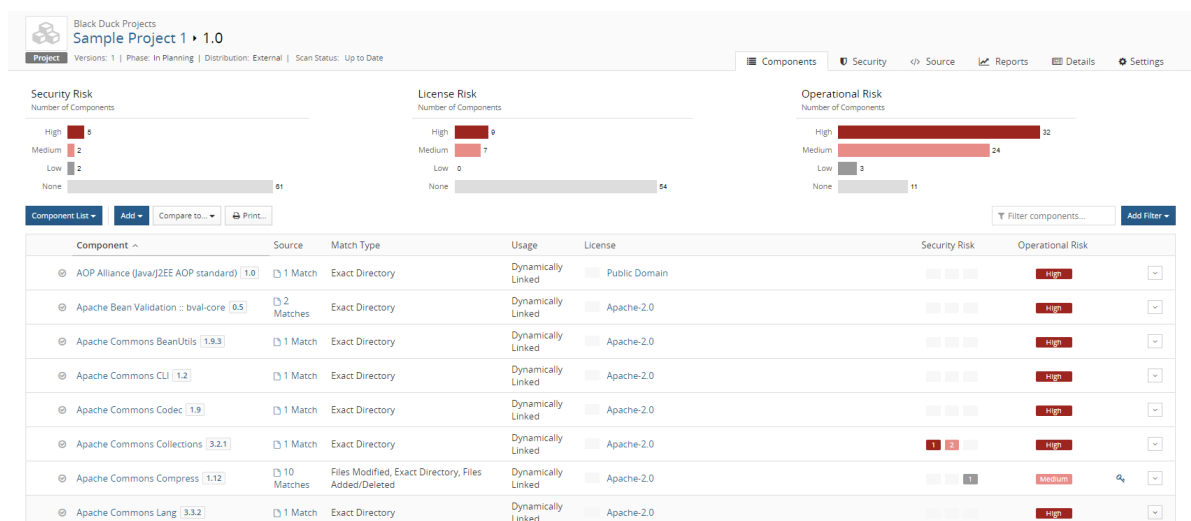 Black Duck Projects
Sample Project 1 ▸ 1.0
Project Versions: 1 | Phase: In Planning | Distribution: External | Scan Status: Up to Date
Components Security </> Source Reports Details Settings
Security Risk
Number of Components
High 5
Medium 2
Low 2
None 61
License Risk
Number of Components
High 9
Medium 7
Low 0
None 54
Operational Risk
Number of Components
High 32
Medium 24
Low 3
None 11
Component List Add Compare to... Print... Filter components... Add Filter
Component Source Match Type Usage License Security Risk Operational Risk
AOP Alliance (Java/J2EE AOP standard) 1.0 1 Match Exact Directory Dynamically Linked Public Domain High
Apache Bean Validation :: bval-core 0.5 2 Matches Exact Directory Dynamically Linked Apache-2.0 High
Apache Commons BeanUtils 1.9.3 1 Match Exact Directory Dynamically Linked Apache-2.0 High
Apache Commons CLI 1.2 1 Match Exact Directory Dynamically Linked Apache-2.0 High
Apache Commons Codec 1.9 1 Match Exact Directory Dynamically Linked Apache-2.0 High
Apache Commons Collections 3.2.1 1 Match Exact Directory Dynamically Linked Apache-2.0 1 2 High
Apache Commons Compress 1.12 10 Matches Files Modified, Exact Directory, Files Added/Deleted Dynamically Linked Apache-2.0 1 Medium
Apache Commons Lang 3.3.2 1 Match Exact Directory Dynamically Linked Apache-2.0 High